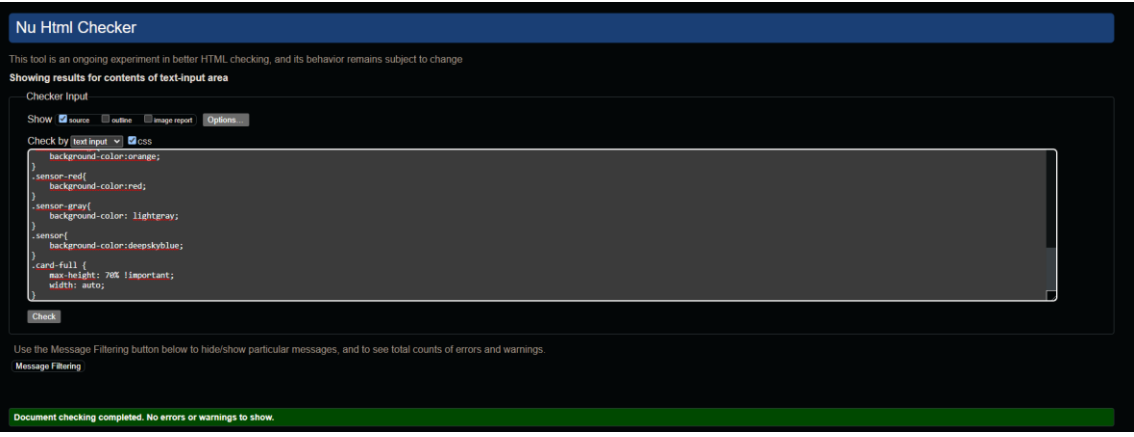 Nu Html Checker
This tool is an ongoing experiment in better HTML checking, and its behavior remains subject to change
Showing results for contents of text-input area
Checker Input
Show source outline image report Options...
Check by text input css
background-color:orange;
}
.sensor-red{
background-color:red;
}
.sensor-gray{
background-color: lightgray;
}
.sensor{
background-color:deepskyblue;
}
.card-full {
max-height: 70% !important;
width: auto;
}
Check
Use the Message Filtering button below to hide/show particular messages, and to see total counts of errors and warnings.
Message Filtering
Document checking completed. No errors or warnings to show.